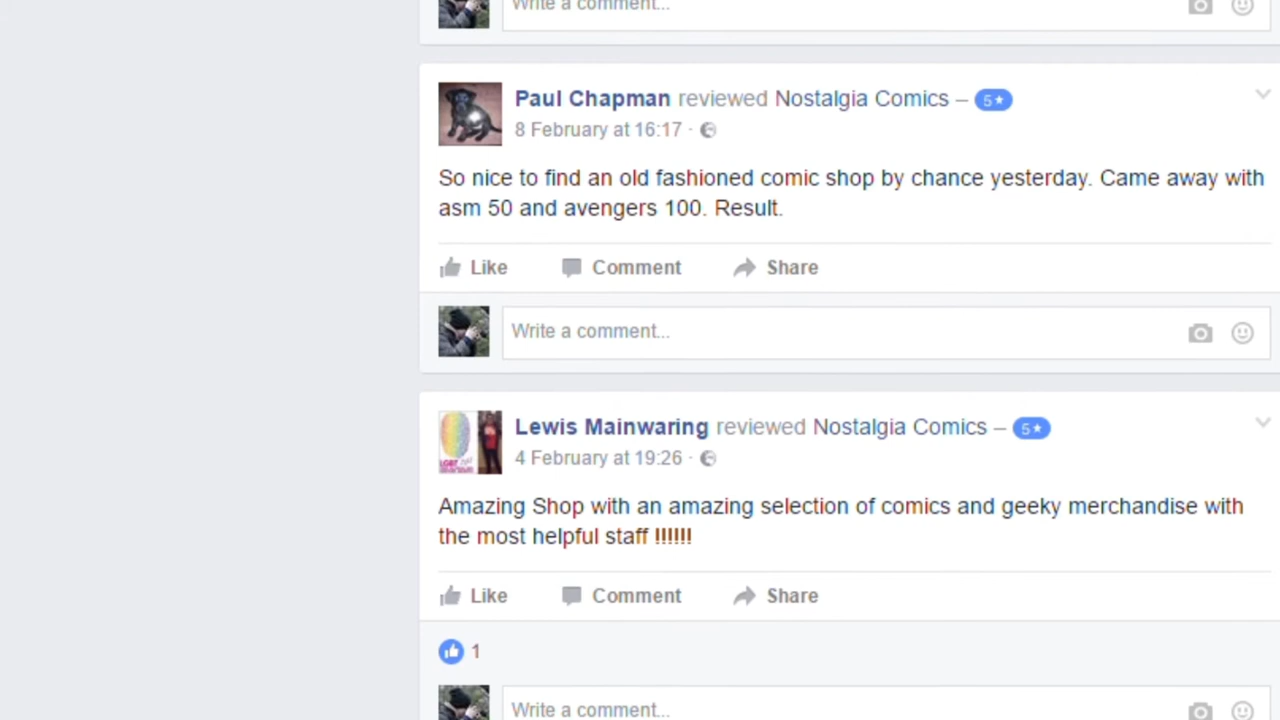 Write a comment...
Paul Chapman reviewed Nostalgia Comics – 5★
8 February at 16:17 ·
So nice to find an old fashioned comic shop by chance yesterday. Came away with
asm 50 and avengers 100. Result.
Like Comment Share
Write a comment...
Lewis Mainwaring reviewed Nostalgia Comics – 5★
4 February at 19:26 ·
Amazing Shop with an amazing selection of comics and geeky merchandise with
the most helpful staff !!!!!!
Like Comment Share
1
Write a comment...